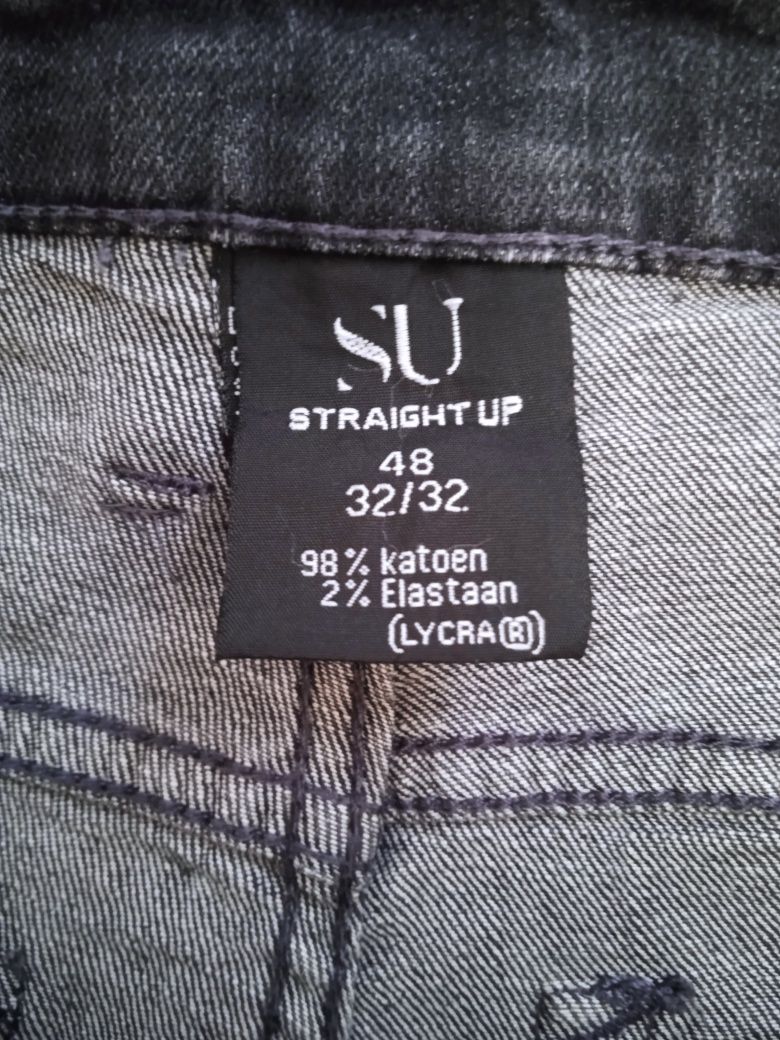 SU
STRAIGHT UP
48
32/32
98% katoen
2% Elastaan
(LYCRA®)